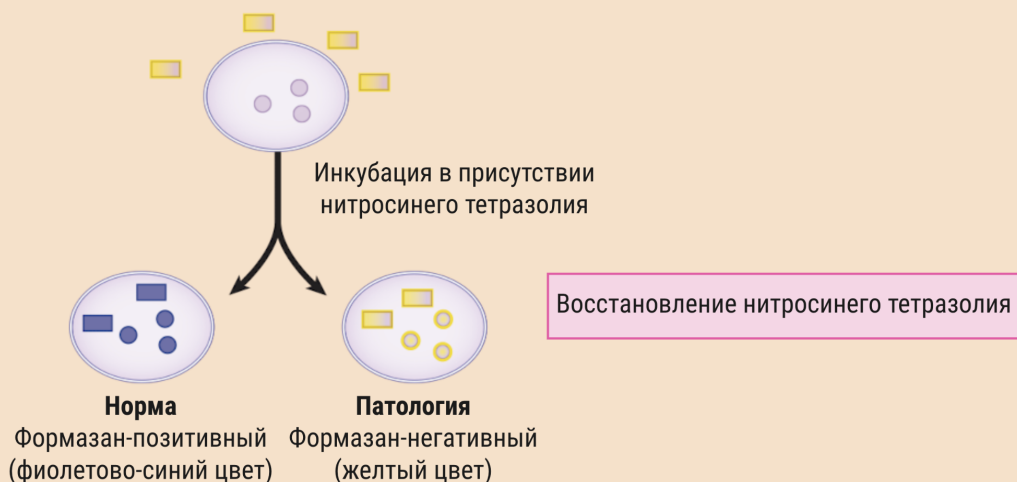 Инкубация в присутствии
нитросинего тетразолия
Восстановление нитросинего тетразолия
Норма
Формазан-позитивный
(фиолетово-синий цвет)
Патология
Формазан-негативный
(желтый цвет)